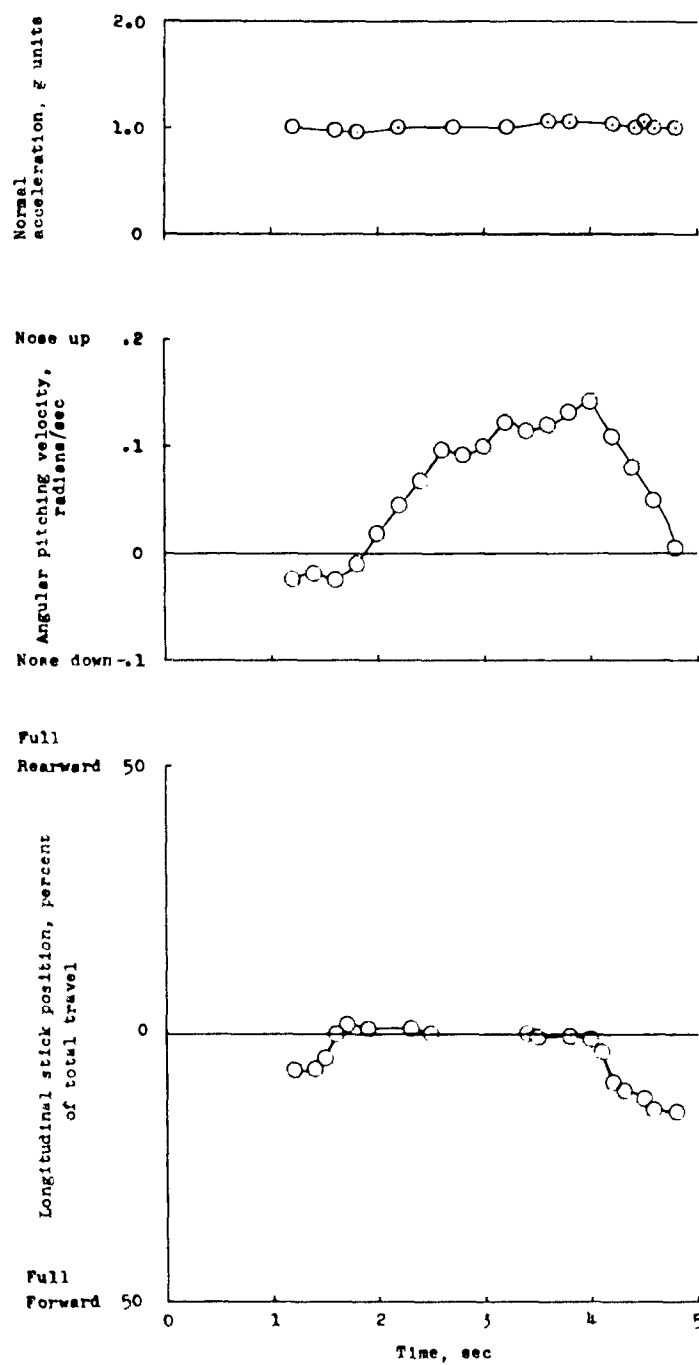 2.0
1.0
0
Normal
acceleration, g units
Nose up .2
.1
0
Nose down -.1
Angular pitching velocity,
radians/sec
Full
Rearward 50
0
Longitudinal stick position, percent
of total travel
Full
Forward 50
0 1 2 3 4 5
Time, sec